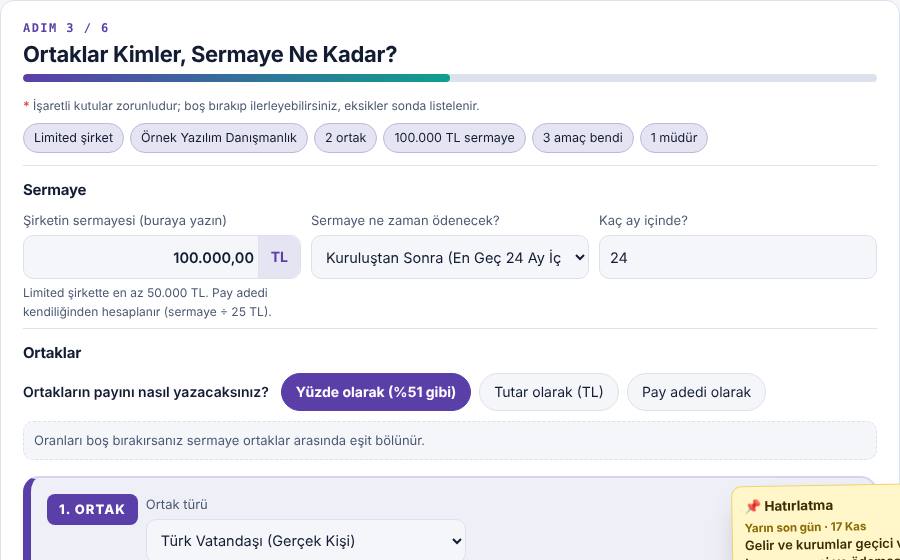 ADIM 3 / 6
Ortaklar Kimler, Sermaye Ne Kadar?
* İşaretli kutular zorunludur; boş bırakıp ilerleyebilirsiniz, eksikler sonda listelenir.
Limited şirket Örnek Yazılım Danışmanlık 2 ortak 100.000 TL sermaye 3 amaç bendi 1 müdür
Sermaye
Şirketin sermayesi (buraya yazın) Sermaye ne zaman ödenecek? Kaç ay içinde?
100.000,00 TL Kuruluştan Sonra (En Geç 24 Ay İç 24
Limited şirkette en az 50.000 TL. Pay adedi
kendiliğinden hesaplanır (sermaye ÷ 25 TL).
Ortaklar
Ortakların payını nasıl yazacaksınız? Yüzde olarak (%51 gibi) Tutar olarak (TL) Pay adedi olarak
Oranları boş bırakırsanız sermaye ortaklar arasında eşit bölünür.
1. ORTAK Ortak türü
Türk Vatandaşı (Gerçek Kişi)
📌 Hatırlatma
Yarın son gün · 17 Kas
Gelir ve kurumlar geçici